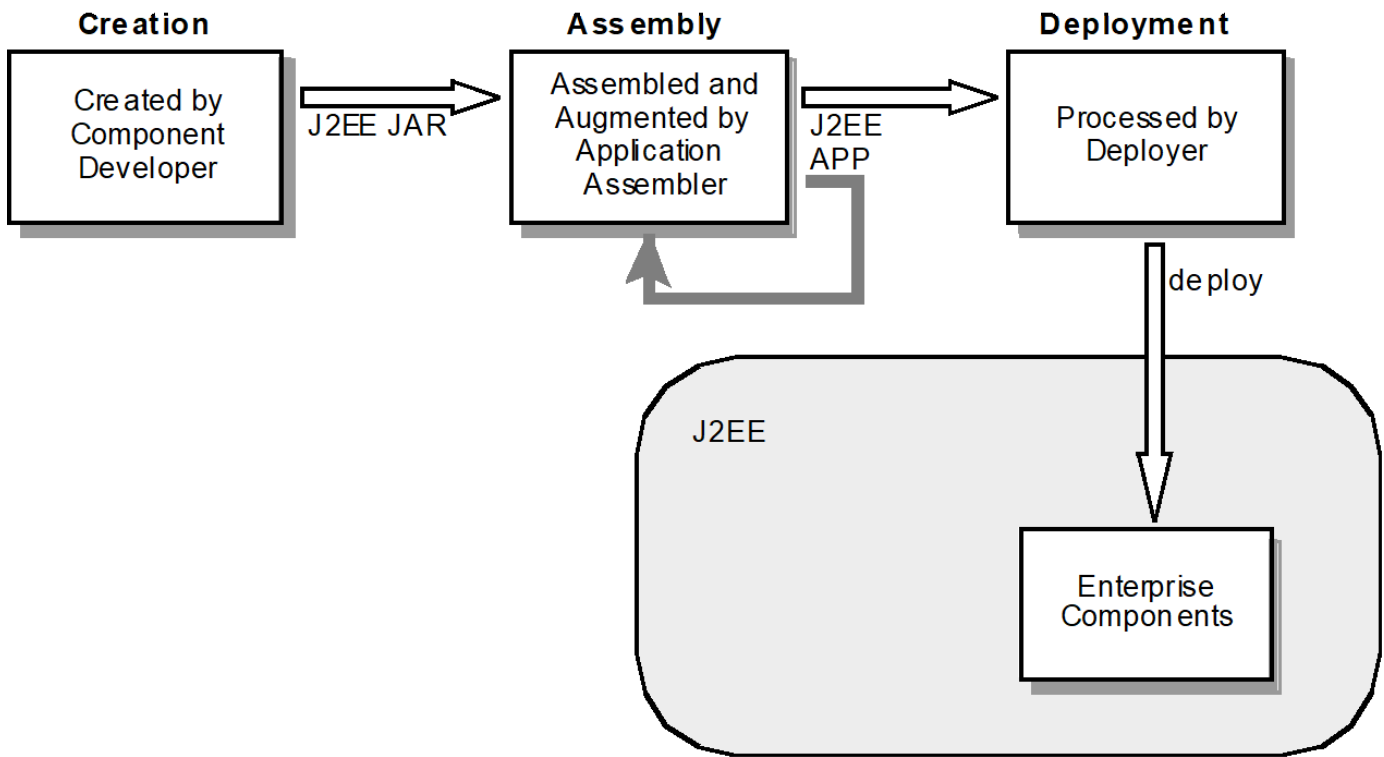 Creation
Created by
Component
Developer
J2EE JAR
Assembly
Assembled and
Augmented by
Application
Assembler
J2EE
APP
Deployment
Processed by
Deployer
deploy
J2EE
Enterprise
Components